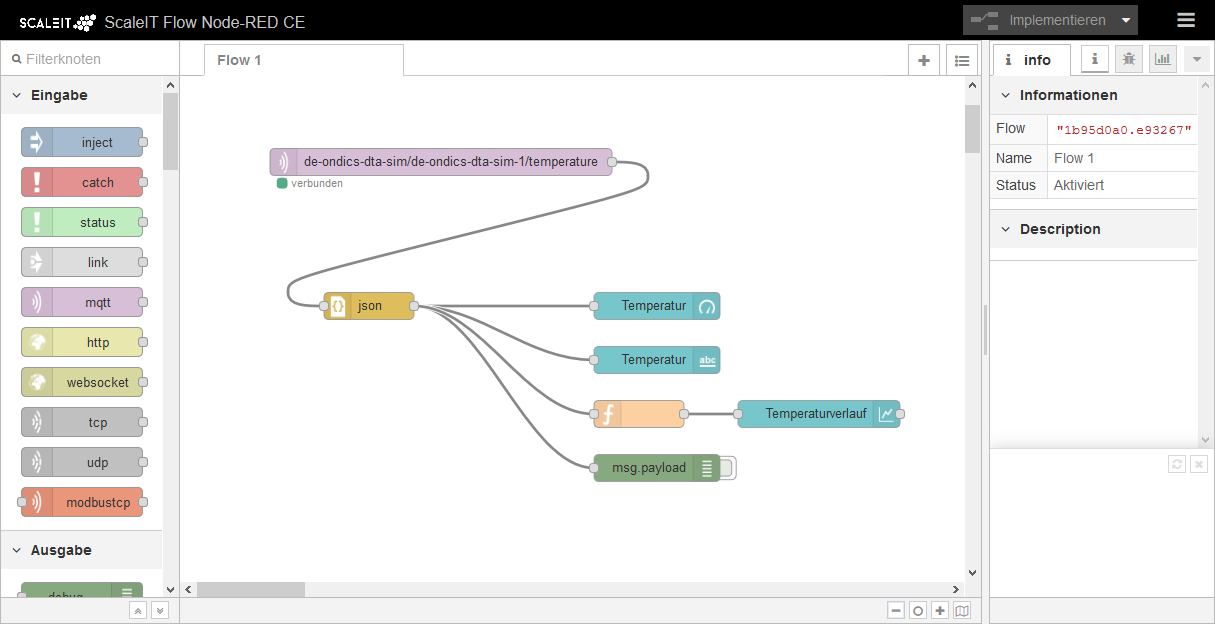 SCALEIT ScaleIT Flow Node-RED CE
Implementieren
Filterknoten
Flow 1
info
Eingabe
inject
catch
status
link
mqtt
http
websocket
tcp
udp
modbustcp
Ausgabe
debug
de-ondics-dta-sim/de-ondics-dta-sim-1/temperature
verbunden
json
Temperatur
Temperatur
abc
Temperaturverlauf
msg.payload
Informationen
Flow "1b95d0a0.e93267"
Name Flow 1
Status Aktiviert
Description